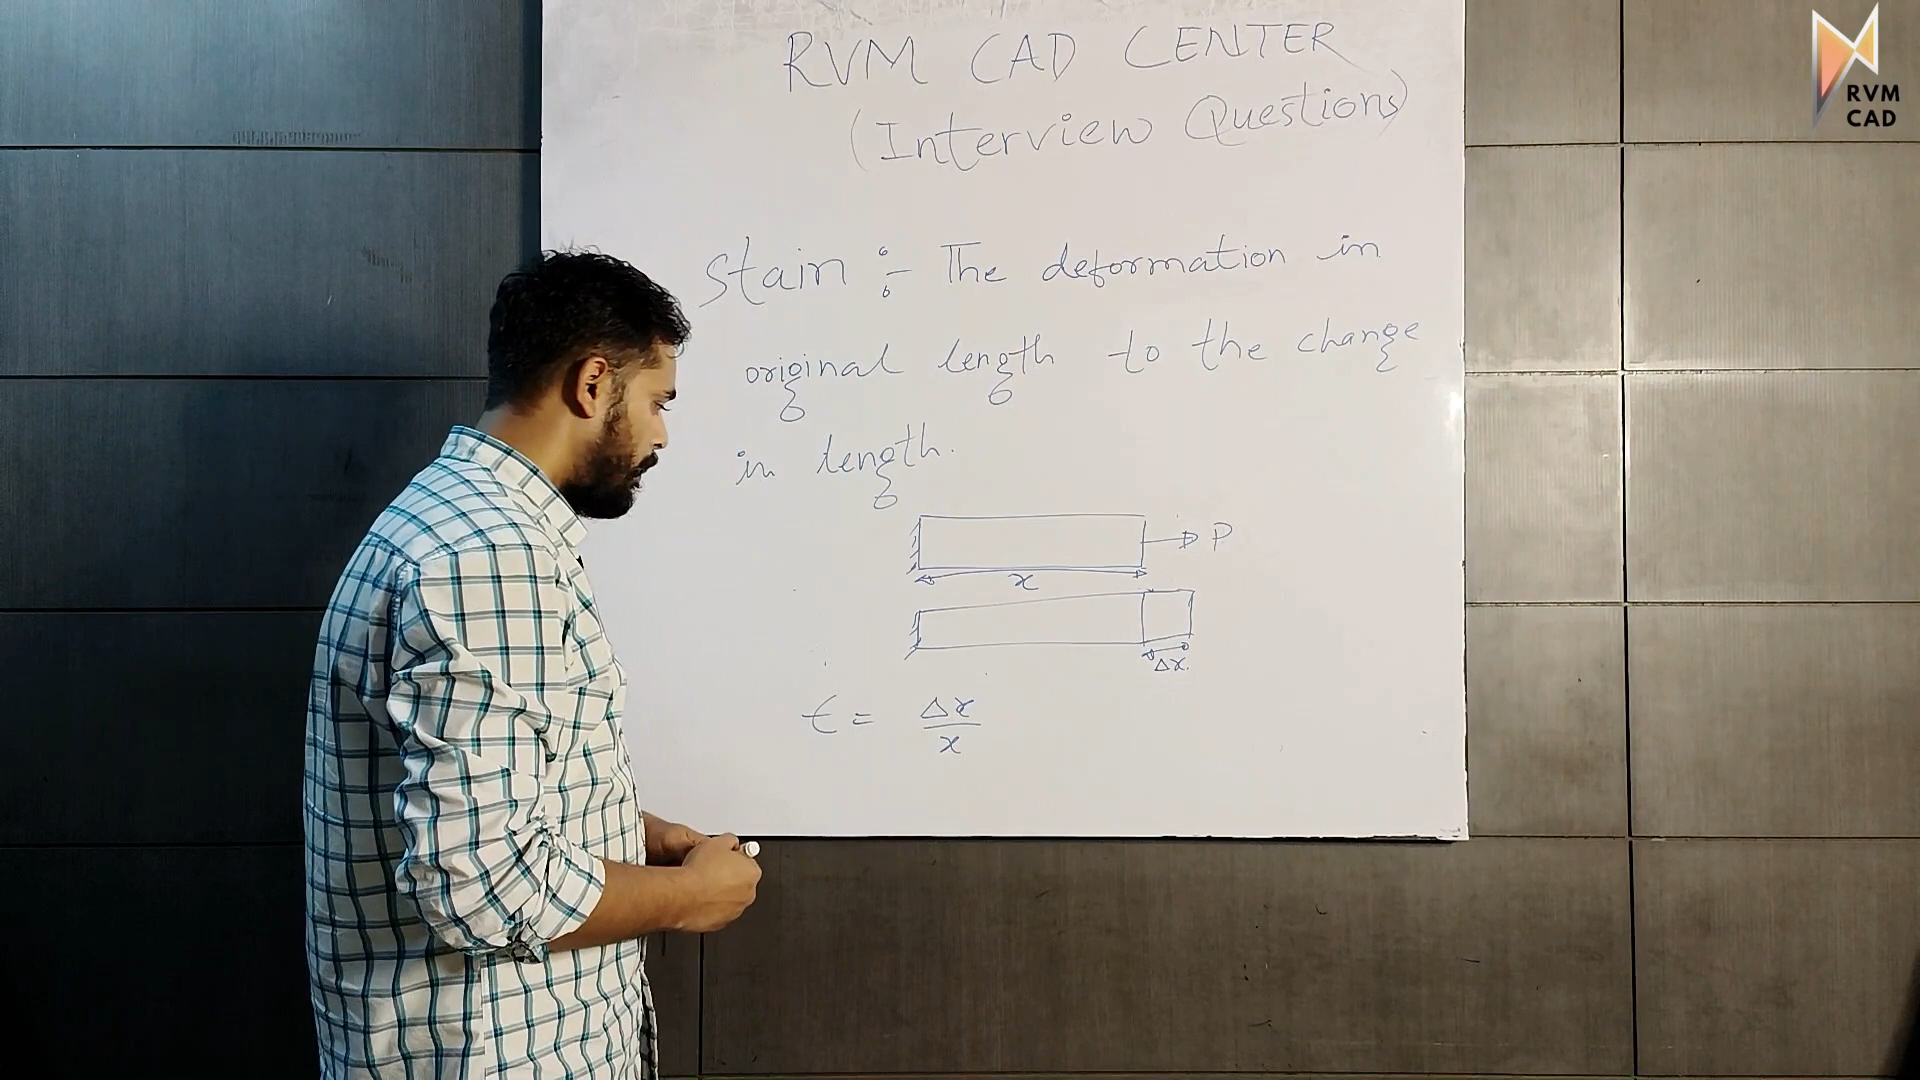 RVM CAD CENTER
(Interview Questions)
RVM
CAD
Stain :- The deformation in
original length to the change
in length.
P
x
Δx.
ϵ = Δx/x